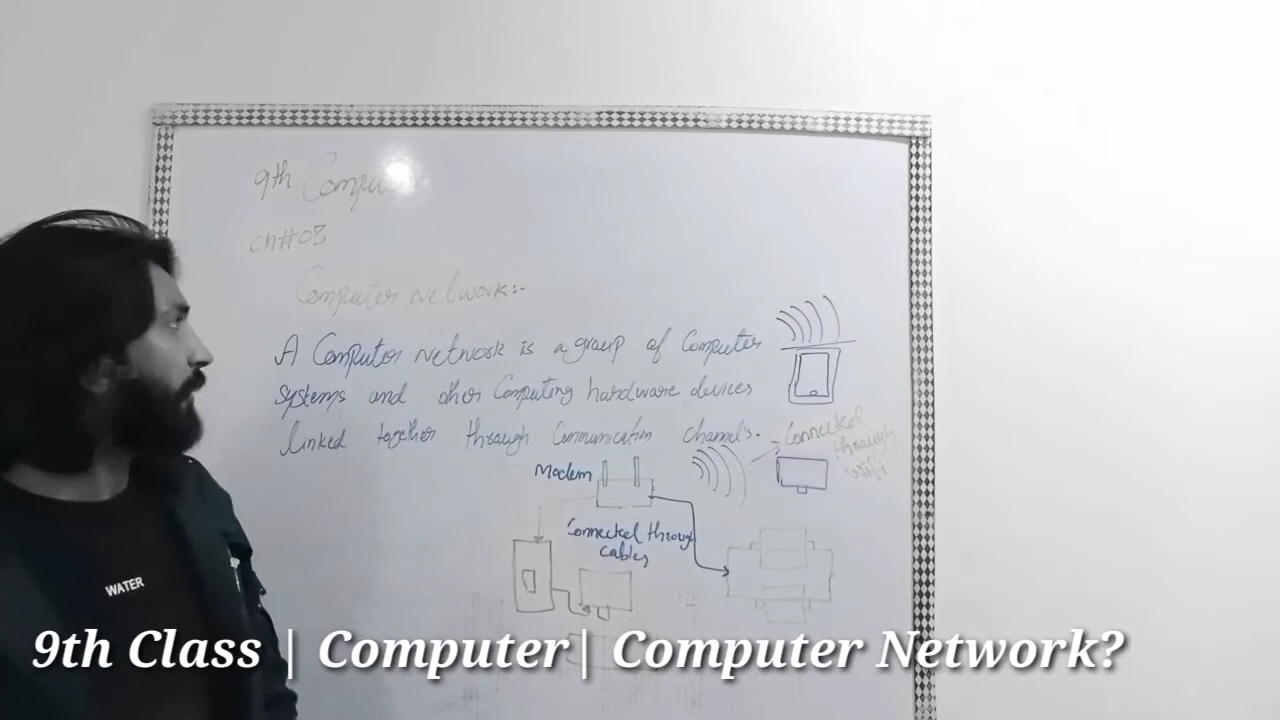 9th Compu
Ch#03
Computer Network:-
A Computer Network is a group of Computer
Systems and other Computing hardware devices
linked together through Communication channels.
Modem
Connected through
cables
Connected
through
wifi
WATER
9th Class | Computer| Computer Network?